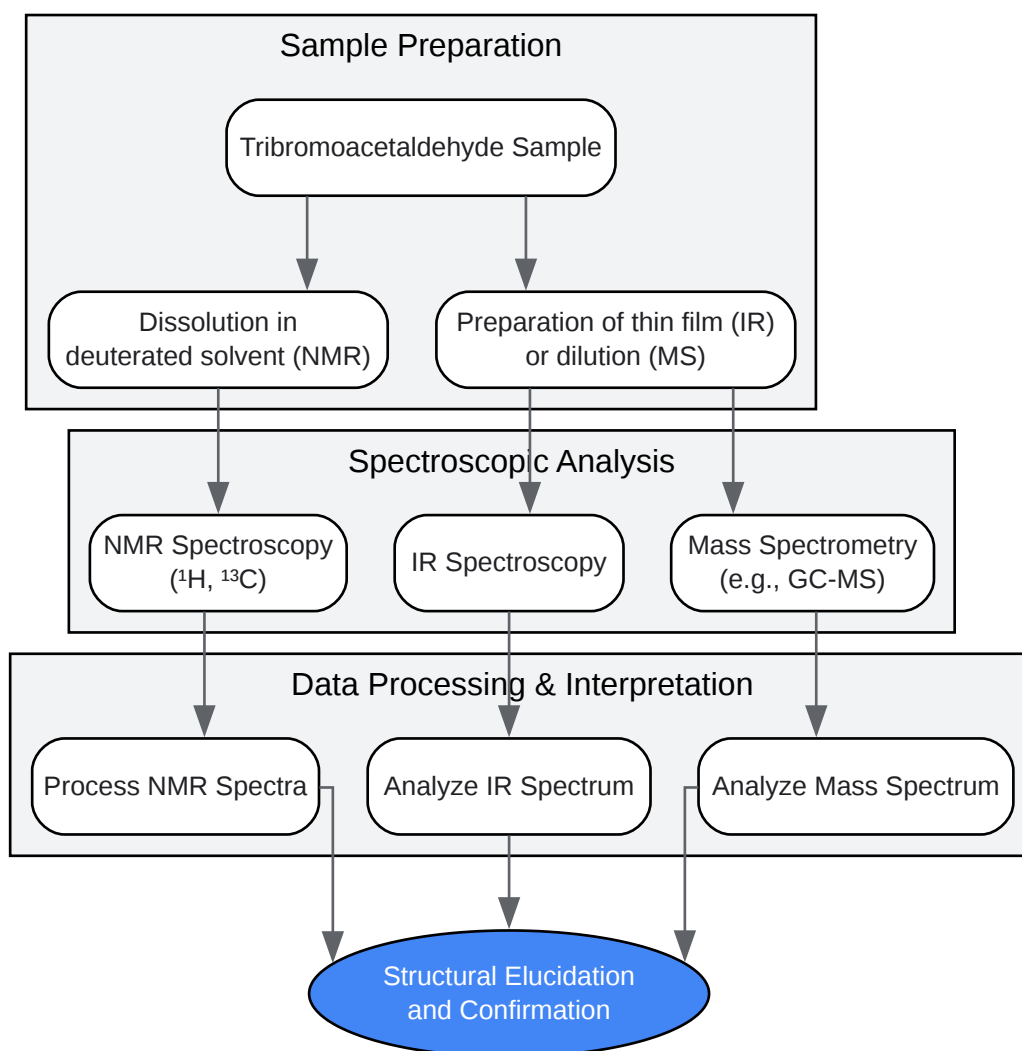 Sample Preparation
Tribromoacetaldehyde Sample
Dissolution in
deuterated solvent (NMR)
Preparation of thin film (IR)
or dilution (MS)
Spectroscopic Analysis
NMR Spectroscopy
(¹H, ¹³C)
IR Spectroscopy
Mass Spectrometry
(e.g., GC-MS)
Data Processing & Interpretation
Process NMR Spectra
Analyze IR Spectrum
Analyze Mass Spectrum
Structural Elucidation
and Confirmation